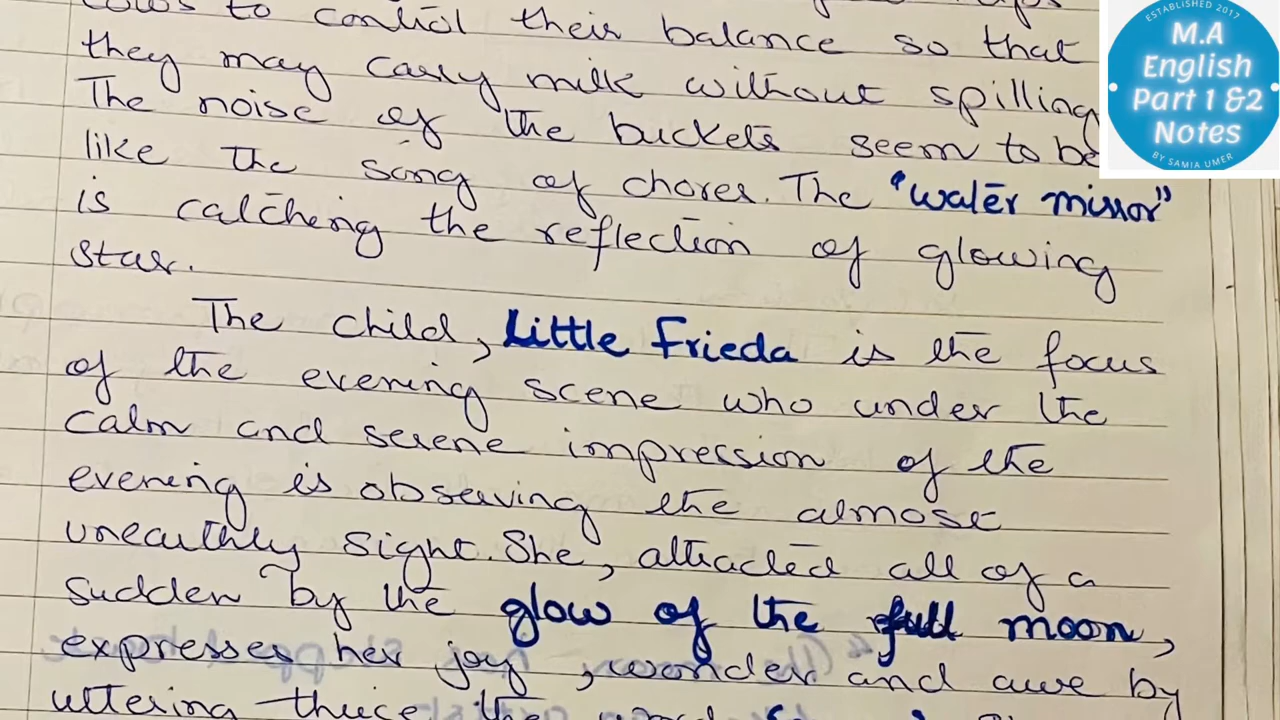 cows to control their balance so that
they may carry milk without spilling
The noise of the buckets seem to be
like the song of chores. The "water mirror"
is catching the reflection of glowing
star.
The child, Little Frieda is the focus
of the evening scene who under the
calm and serene impression of the
evening is observing the almost
unearthly sight. She, attracted all of a
sudden by the glow of the full moon,
expresses her joy, wonder and awe by
uttering thrice the word
ESTABLISHED 2017
M.A
English
Part 1 &2
Notes
BY SAMIA UMER